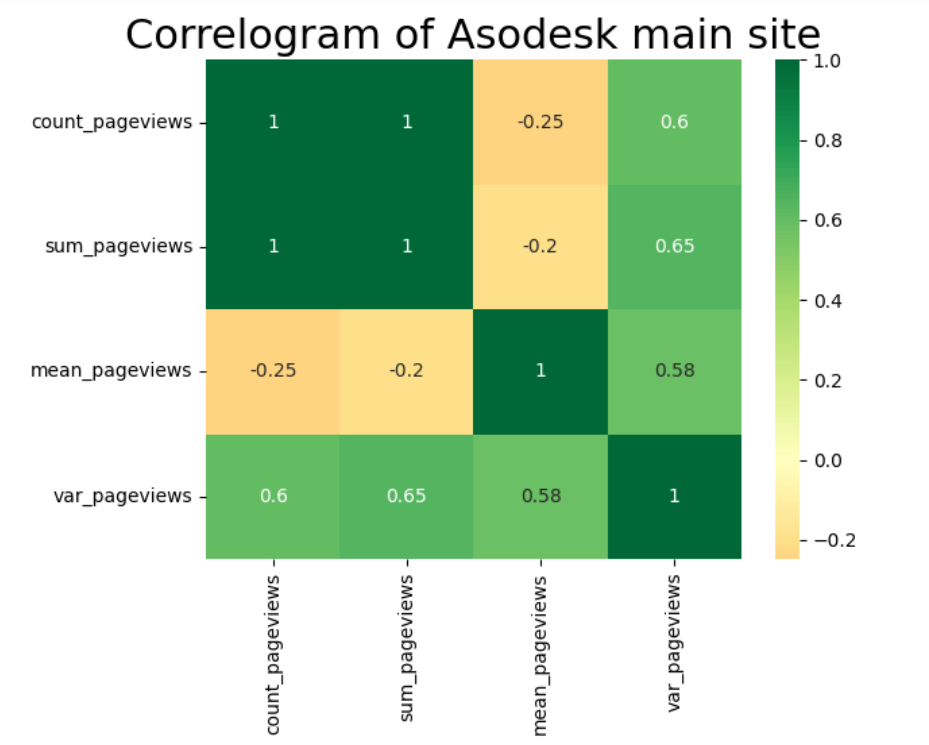 Correlogram of Asodesk main site
count_pageviews 1 1 -0.25 0.6
sum_pageviews 1 1 -0.2 0.65
mean_pageviews -0.25 -0.2 1 0.58
var_pageviews 0.6 0.65 0.58 1
count_pageviews
sum_pageviews
mean_pageviews
var_pageviews
1.0
0.8
0.6
0.4
0.2
0.0
−0.2